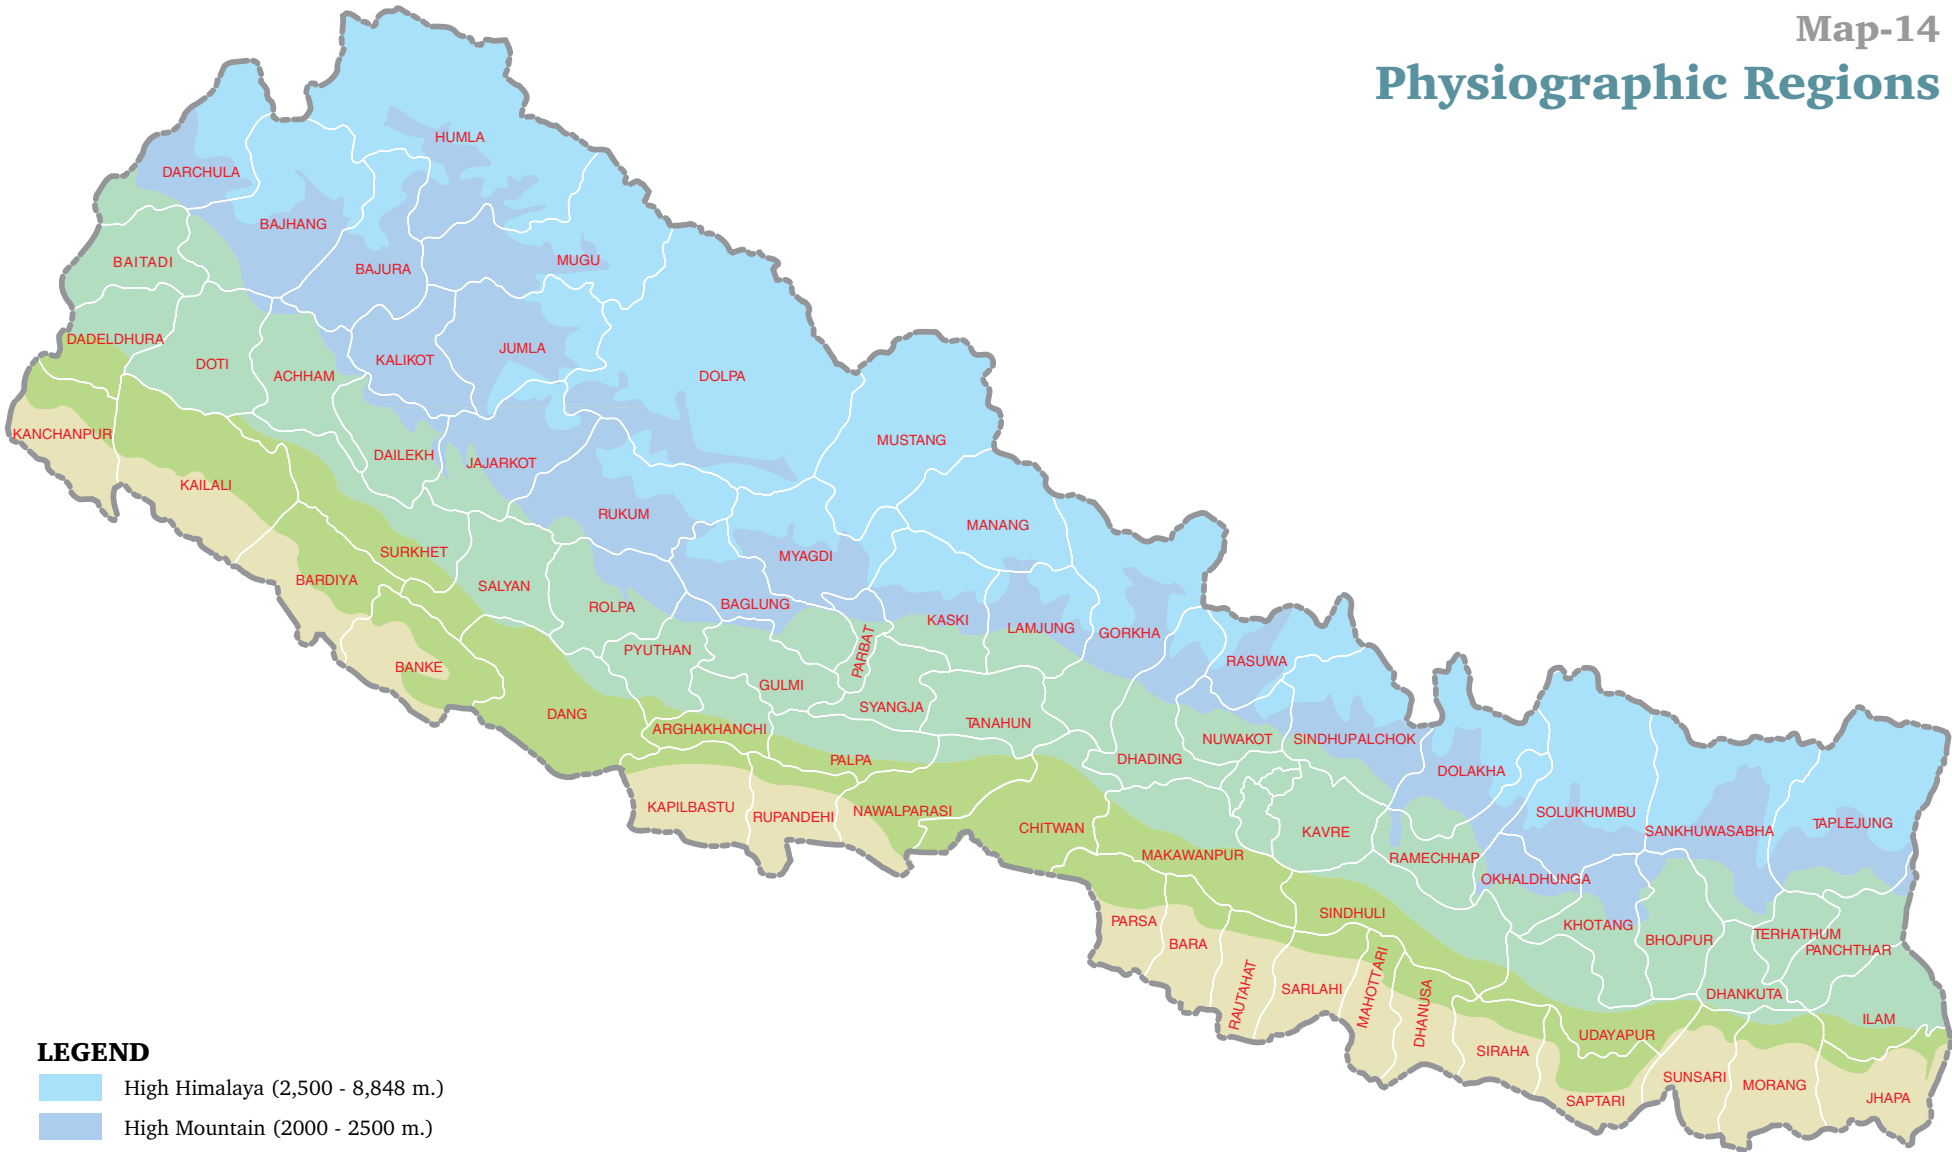 Map-14
Physiographic Regions
HUMLA
DARCHULA
BAJHANG
BAITADI
BAJURA
MUGU
DADELDHURA
DOTI
ACHHAM
KALIKOT
JUMLA
DOLPA
KANCHANPUR
KAILALI
DAILEKH
JAJARKOT
MUSTANG
RUKUM
MANANG
SURKHET
MYAGDI
BARDIYA
SALYAN
ROLPA
BAGLUNG
KASKI
LAMJUNG
GORKHA
BANKE
PYUTHAN
PARBAT
RASUWA
GULMI
SYANGJA
DANG
ARGHAKHANCHI
TANAHUN
NUWAKOT
SINDHUPALCHOK
PALPA
DHADING
DOLAKHA
KAPILBASTU
RUPANDEHI
NAWALPARASI
CHITWAN
KAVRE
SOLUKHUMBU
SANKHUWASABHA
TAPLEJUNG
MAKAWANPUR
RAMECHHAP
OKHALDHUNGA
PARSA
BARA
SINDHULI
KHOTANG
BHOJPUR
TERHATHUM
PANCHTHAR
RAUTAHAT
SARLAHI
MAHOTTARI
DHANUSA
DHANKUTA
ILAM
SIRAHA
UDAYAPUR
SUNSARI
MORANG
SAPTARI
JHAPA
LEGEND
High Himalaya (2,500 - 8,848 m.)
High Mountain (2000 - 2500 m.)